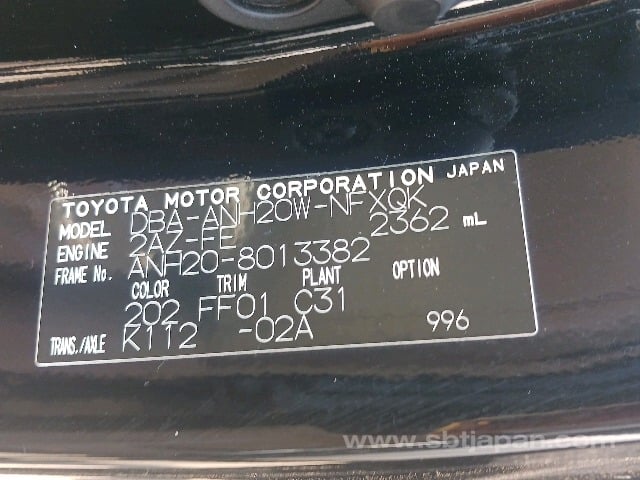 TOYOTA MOTOR CORPORATION JAPAN
MODEL DBA-ANH20W-NFXQK
ENGINE 2AZ-FE 2362 mL
FRAME No. ANH20-8013382
COLOR TRIM PLANT OPTION
202 FF01 C31
TRANS./AXLE K112 -02A 996
www.sbtjapan.com